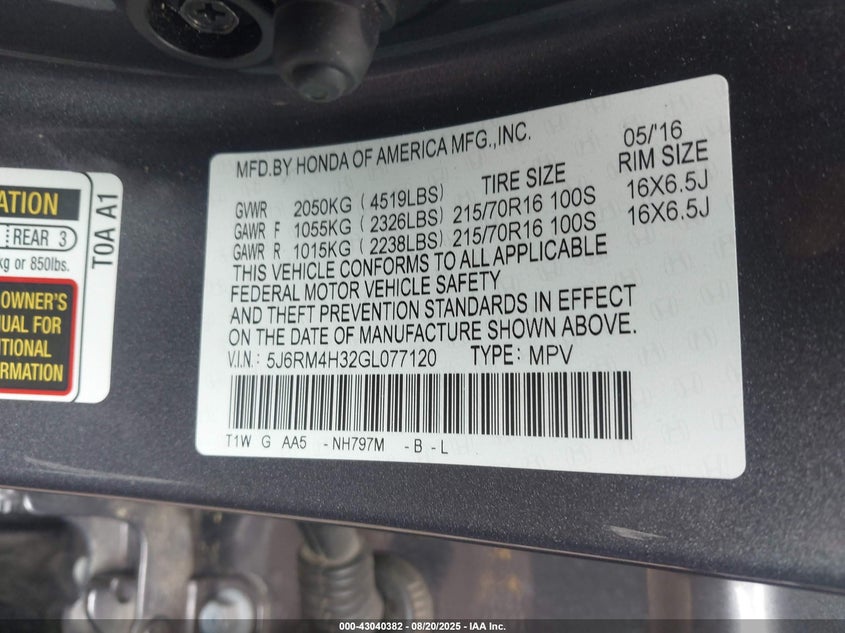 MFD.BY HONDA OF AMERICA MFG.,INC. 05/'16
TIRE SIZE RIM SIZE
GVWR 2050KG (4519LBS)
GAWR F 1055KG (2326LBS) 215/70R16 100S 16X6.5J
GAWR R 1015KG (2238LBS) 215/70R16 100S 16X6.5J
THIS VEHICLE CONFORMS TO ALL APPLICABLE
FEDERAL MOTOR VEHICLE SAFETY
AND THEFT PREVENTION STANDARDS IN EFFECT
ON THE DATE OF MANUFACTURE SHOWN ABOVE.
V.I.N.: 5J6RM4H32GL077120 TYPE: MPV
T1W G AA5 -NH797M -B -L
ATION
REAR 3
kg or 850lbs.
OWNER'S
UAL FOR
ITIONAL
RMATION
T0A A1
000-43040382 - 08/20/2025 - IAA Inc.